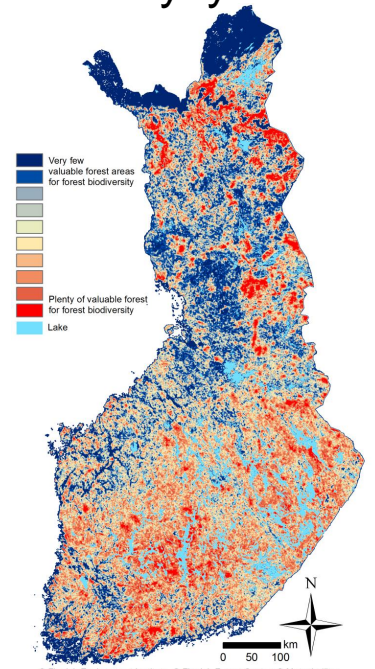 Very few
valuable forest areas
for forest biodiversity
Plenty of valuable forest
for forest biodiversity
Lake
N
km
0 50 100